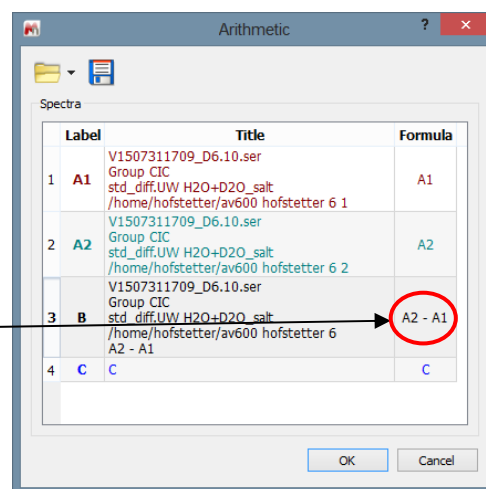 Arithmetic ?
Spectra
Label Title Formula
1 A1 V1507311709_D6.10.ser
Group CIC
std_diff.UW H2O+D2O_salt
/home/hofstetter/av600 hofstetter 6 1
A1
2 A2 V1507311709_D6.10.ser
Group CIC
std_diff.UW H2O+D2O_salt
/home/hofstetter/av600 hofstetter 6 2
A2
3 B V1507311709_D6.10.ser
Group CIC
std_diff.UW H2O+D2O_salt
/home/hofstetter/av600 hofstetter 6
A2 - A1
A2 - A1
4 C C C
OK Cancel